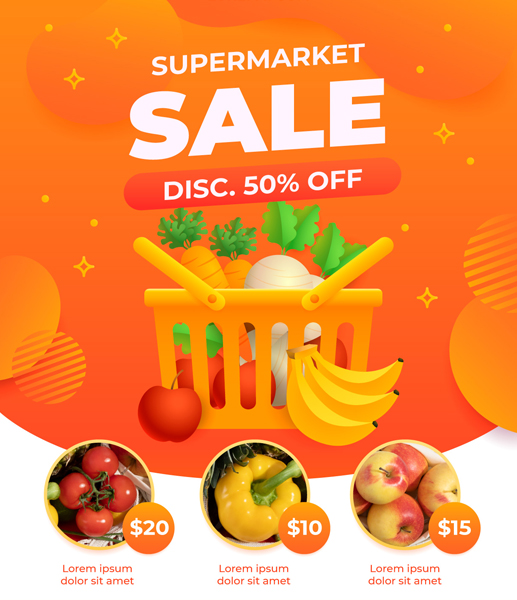 SUPERMARKET
SALE
DISC. 50% OFF
$20
$10
$15
Lorem ipsum
dolor sit amet
Lorem ipsum
dolor sit amet
Lorem ipsum
dolor sit amet